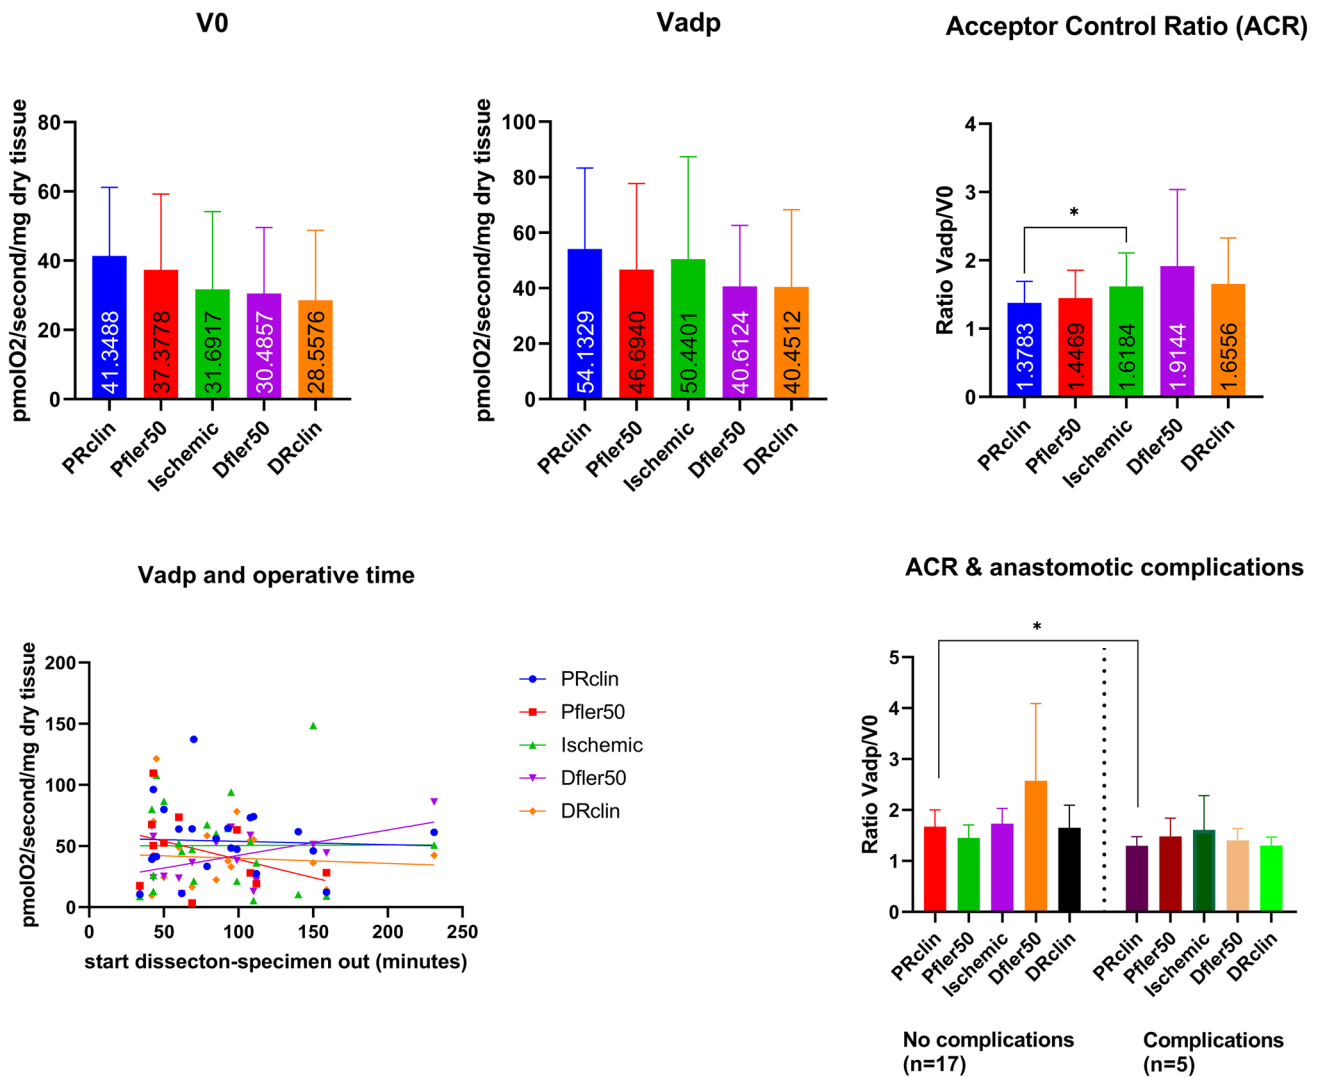 V0
pmolO2/second/mg dry tissue
80
60
40
20
0
41.3488
37.3778
31.6917
30.4857
28.5576
PRclin
Pfler50
Ischemic
Dfler50
DRclin
Vadp
pmolO2/second/mg dry tissue
100
80
60
40
20
0
54.1329
46.6940
50.4401
40.6124
40.4512
PRclin
Pfler50
Ischemic
Dfler50
DRclin
Acceptor Control Ratio (ACR)
Ratio Vadp/V0
4
3
2
1
0
*
1.3783
1.4469
1.6184
1.9144
1.6556
PRclin
Pfler50
Ischemic
Dfler50
DRclin
Vadp and operative time
pmolO2/second/mg dry tissue
200
150
100
50
0
0
50
100
150
200
250
start dissecton-specimen out (minutes)
PRclin
Pfler50
Ischemic
Dfler50
DRclin
ACR & anastomotic complications
Ratio Vadp/V0
5
4
3
2
1
0
*
PRclin
Pfler50
Ischemic
Dfler50
DRclin
PRclin
Pfler50
Ischemic
Dfler50
DRclin
No complications
(n=17)
Complications
(n=5)